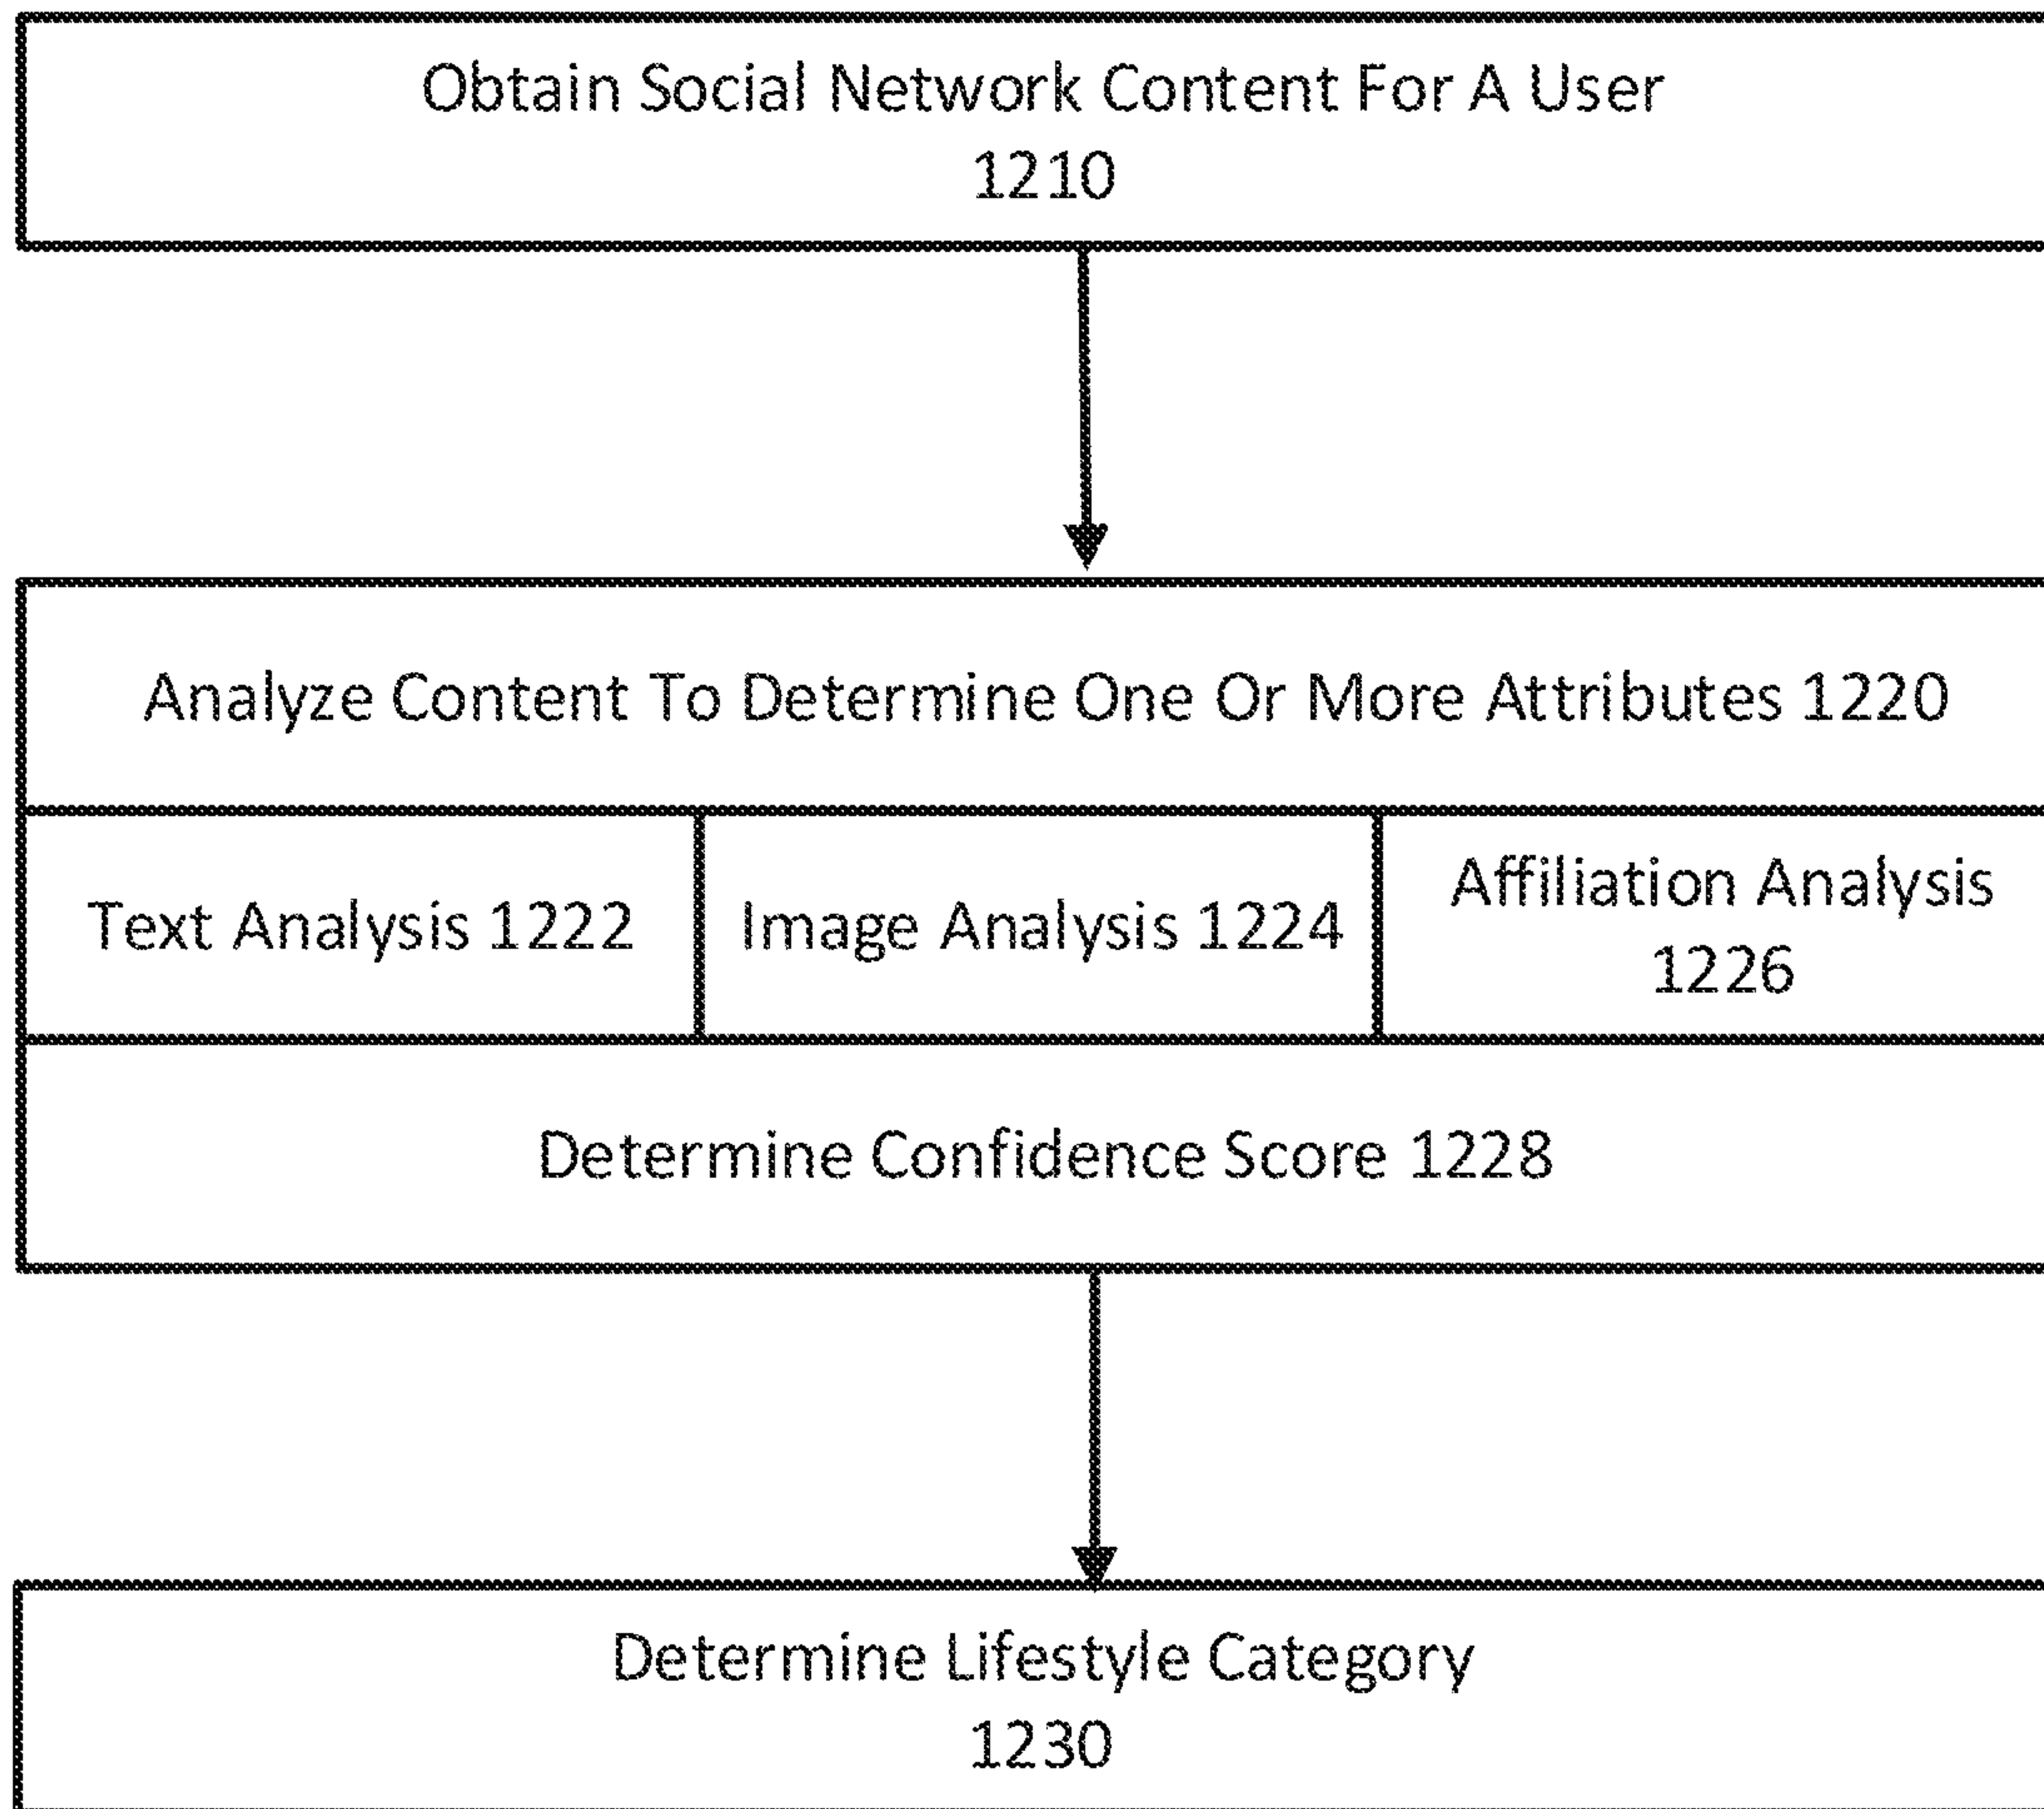 Obtain Social Network Content For A User
1210
Analyze Content To Determine One Or More Attributes 1220
Text Analysis 1222
Image Analysis 1224
Affiliation Analysis
1226
Determine Confidence Score 1228
Determine Lifestyle Category
1230